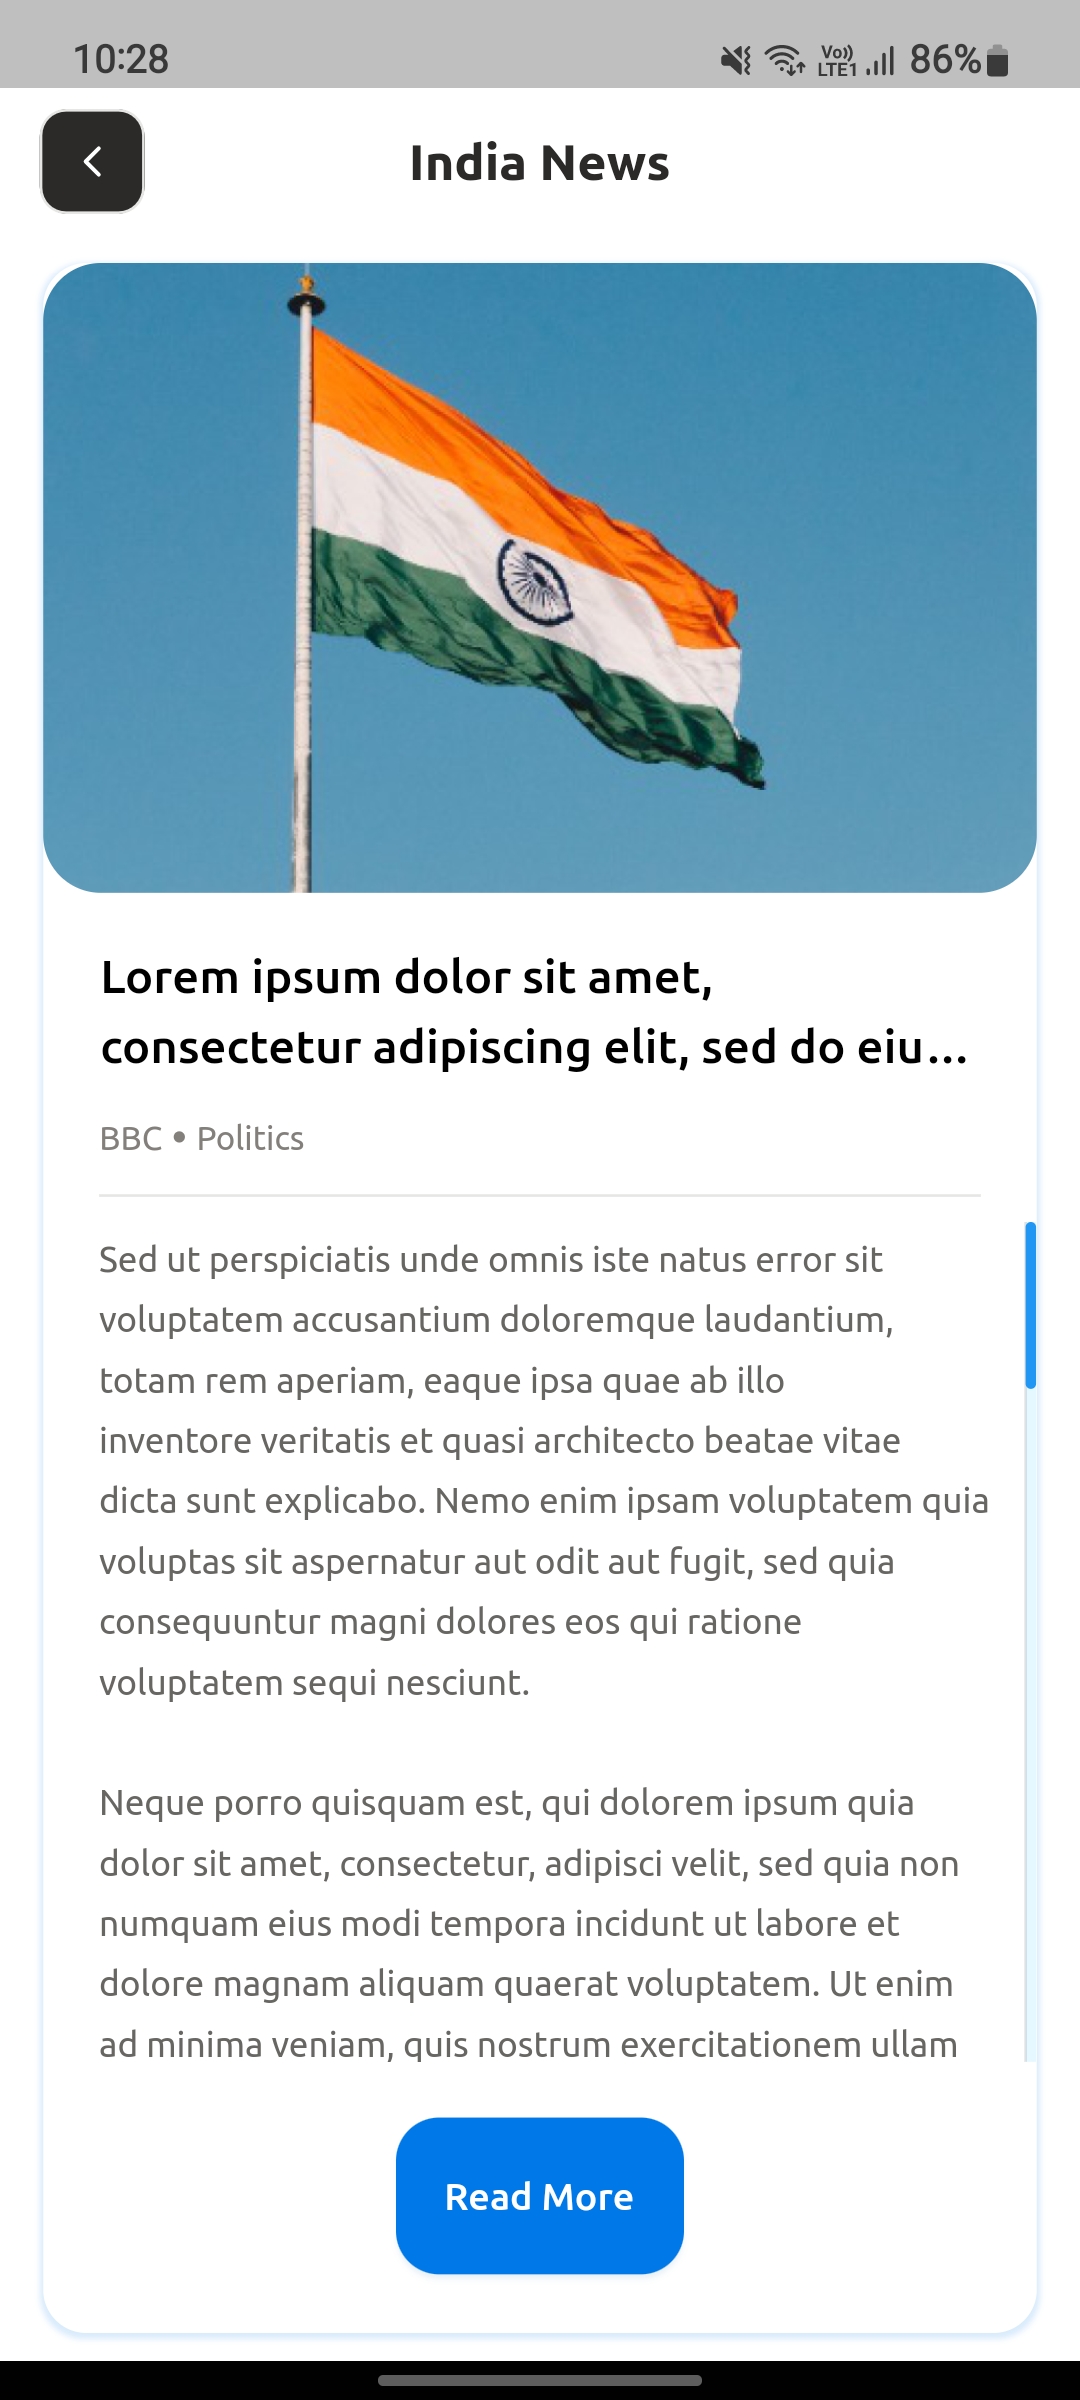 10:28
Vo)) LTE1 86%
India News
Lorem ipsum dolor sit amet,
consectetur adipiscing elit, sed do eiu...
BBC • Politics
Sed ut perspiciatis unde omnis iste natus error sit
voluptatem accusantium doloremque laudantium,
totam rem aperiam, eaque ipsa quae ab illo
inventore veritatis et quasi architecto beatae vitae
dicta sunt explicabo. Nemo enim ipsam voluptatem quia
voluptas sit aspernatur aut odit aut fugit, sed quia
consequuntur magni dolores eos qui ratione
voluptatem sequi nesciunt.
Neque porro quisquam est, qui dolorem ipsum quia
dolor sit amet, consectetur, adipisci velit, sed quia non
numquam eius modi tempora incidunt ut labore et
dolore magnam aliquam quaerat voluptatem. Ut enim
ad minima veniam, quis nostrum exercitationem ullam
Read More